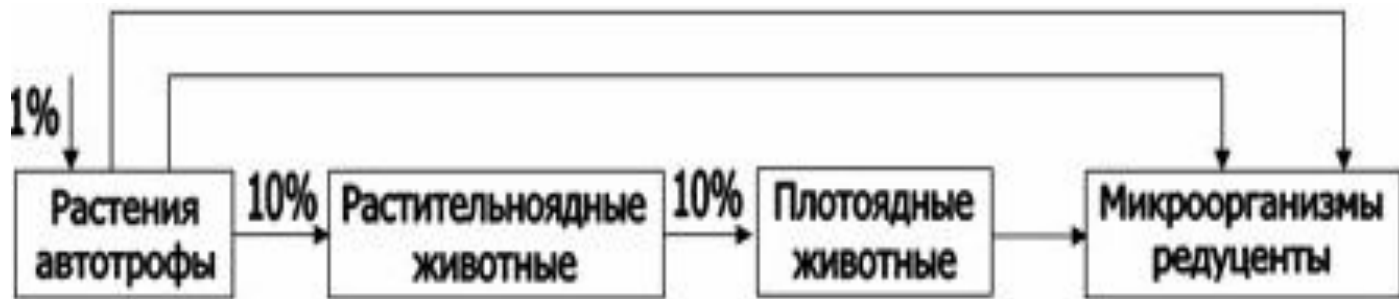 1%
Растения
автотрофы
10%
Растительноядные
животные
10%
Плотоядные
животные
Микроорганизмы
редуценты